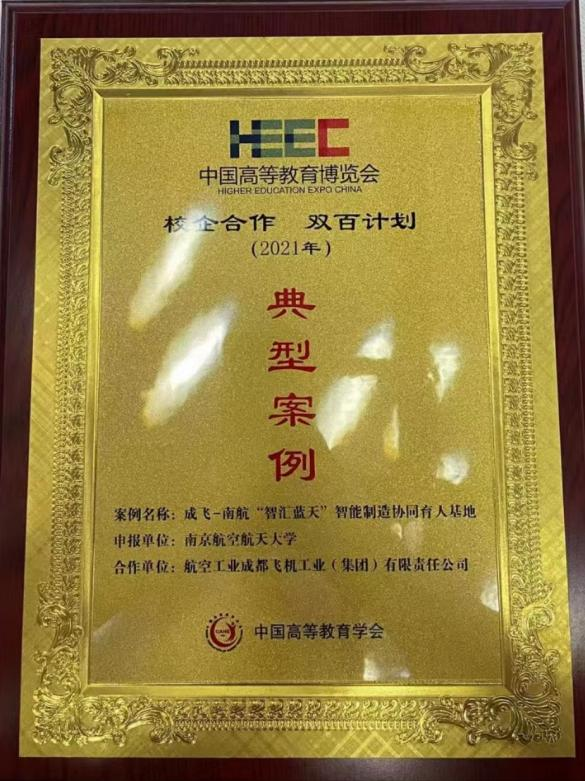 HEEC
中国高等教育博览会
HIGHER EDUCATION EXPO CHINA
校企合作 双百计划
(2021年)
典
型
案
例
案例名称：成飞-南航“智汇蓝天”智能制造协同育人基地
申报单位：南京航空航天大学
合作单位：航空工业成都飞机工业（集团）有限责任公司
中国高等教育学会